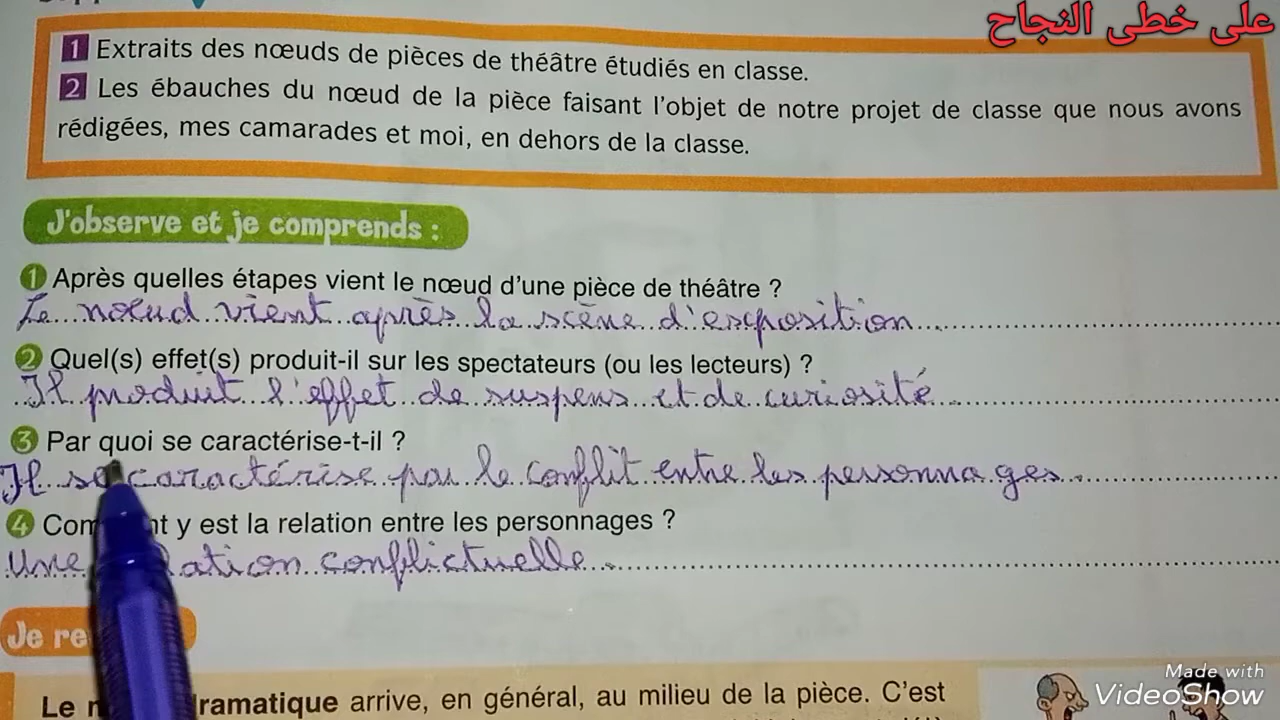 على خطى النجاح
1 Extraits des nœuds de pièces de théâtre étudiés en classe.
2 Les ébauches du nœud de la pièce faisant l'objet de notre projet de classe que nous avons
rédigées, mes camarades et moi, en dehors de la classe.
J'observe et je comprends :
1 Après quelles étapes vient le nœud d'une pièce de théâtre ?
Le nœud vient après la scène d'exposition
2 Quel(s) effet(s) produit-il sur les spectateurs (ou les lecteurs) ?
Il produit l'effet de suspens et de curiosité
3 Par quoi se caractérise-t-il ?
Il se caractérise par le conflit entre les personnages
4 y est la relation entre les personnages ?
Une conflictuelle
Je
Le dramatique arrive, en général, au milieu de la pièce. C'est
Made with
VideoShow